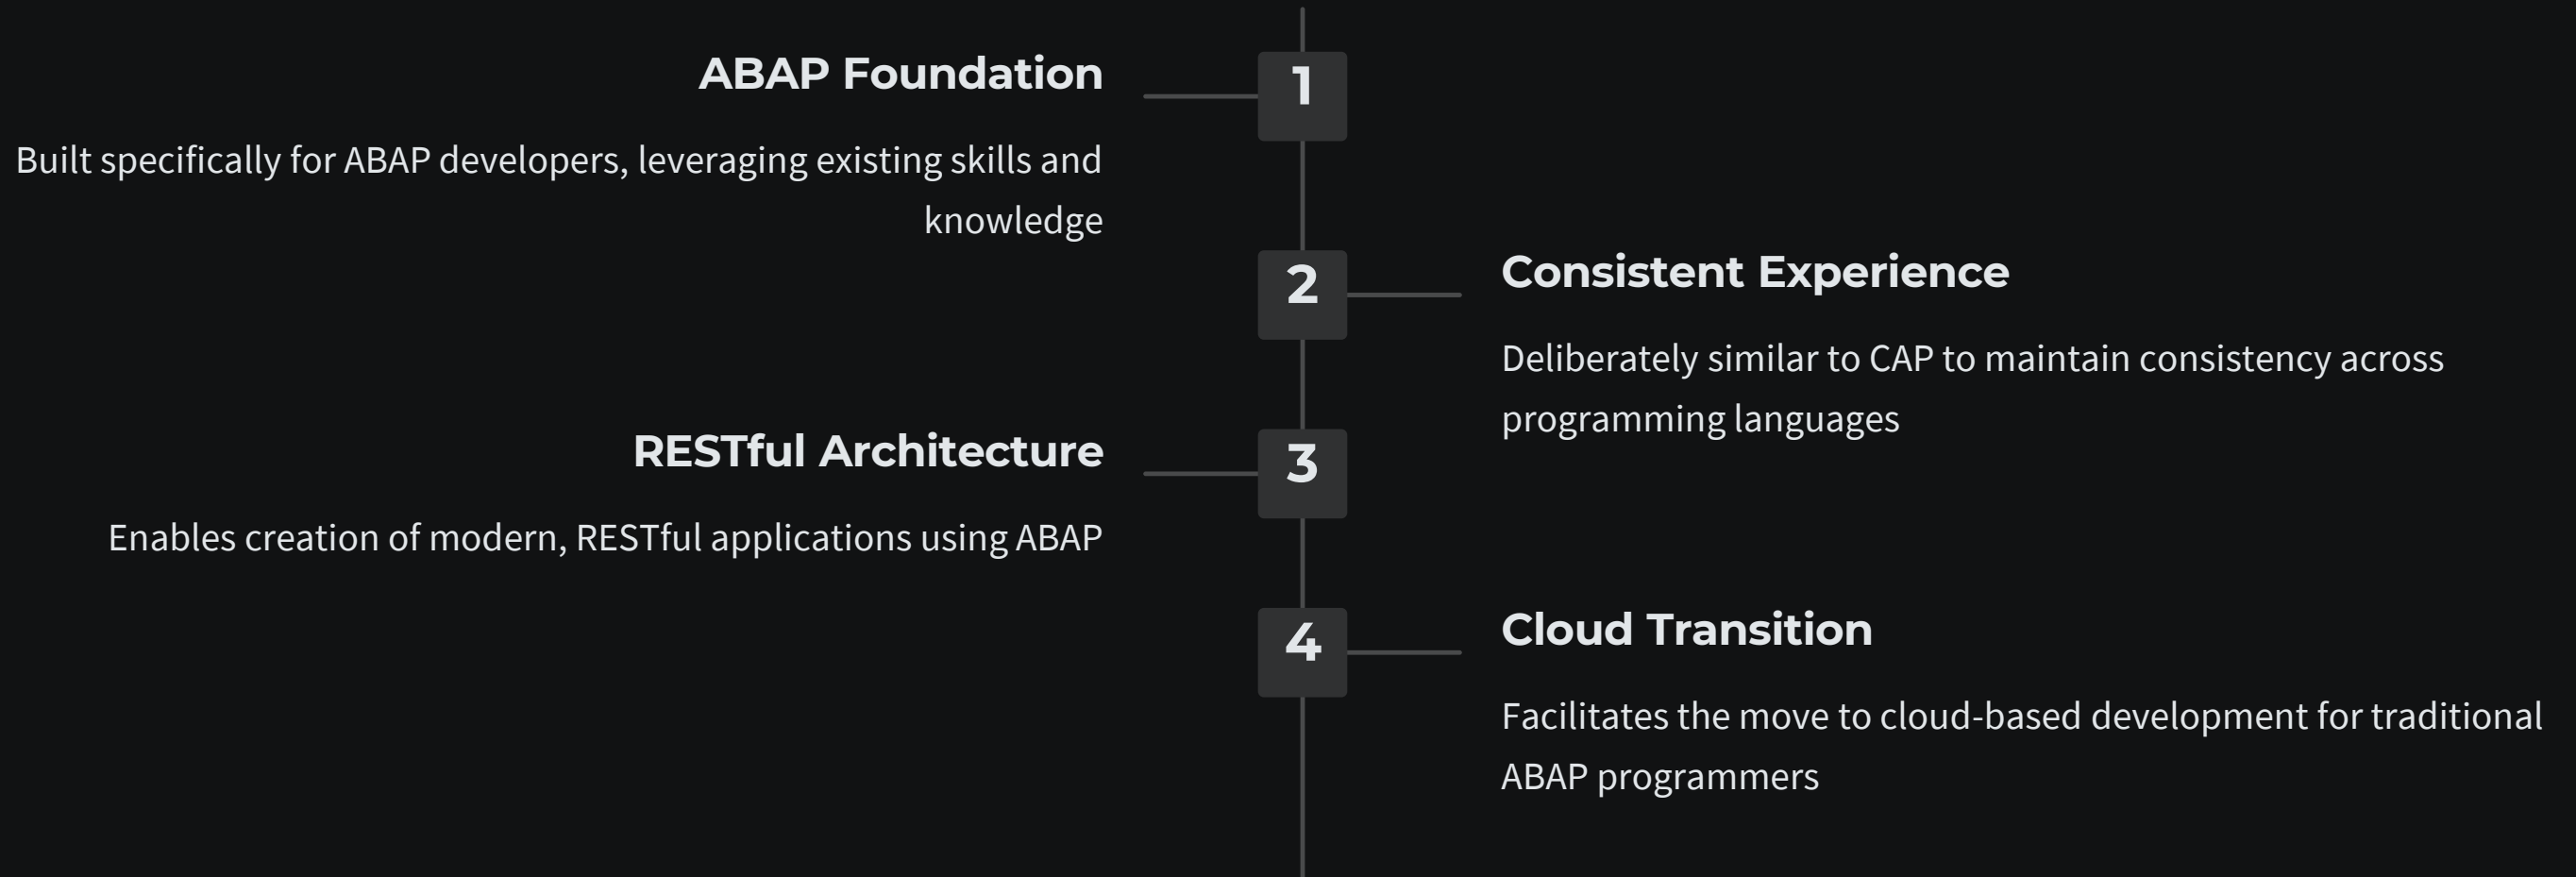 1
ABAP Foundation
Built specifically for ABAP developers, leveraging existing skills and
knowledge
2
Consistent Experience
Deliberately similar to CAP to maintain consistency across
programming languages
3
RESTful Architecture
Enables creation of modern, RESTful applications using ABAP
4
Cloud Transition
Facilitates the move to cloud-based development for traditional
ABAP programmers